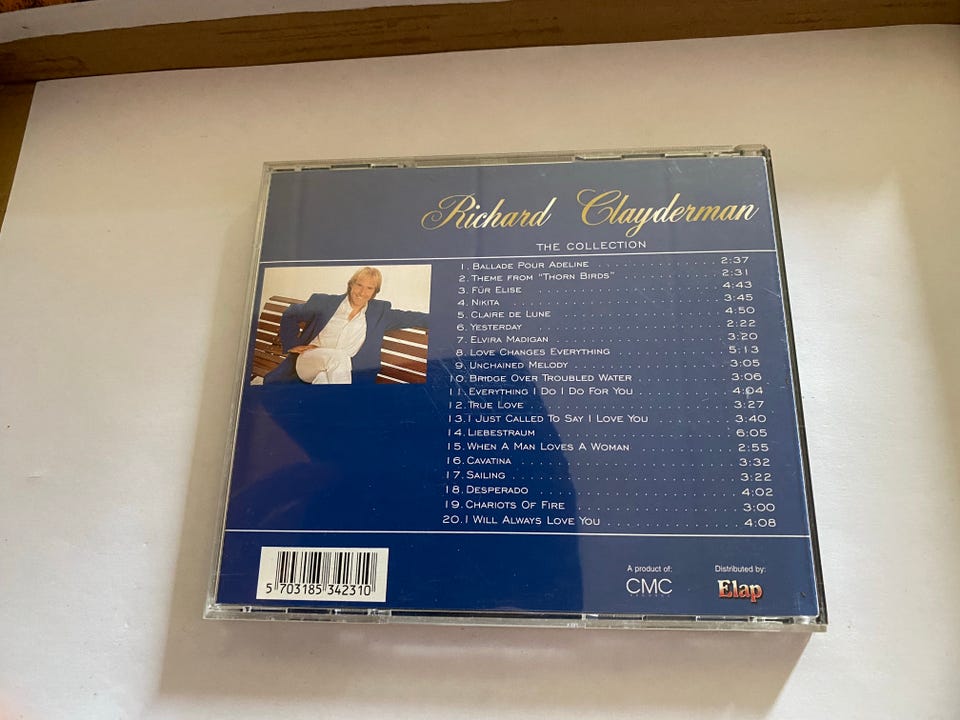 Richard Clayderman
THE COLLECTION
1. BALLADE POUR ADELINE . . . . . . . . . . . . . . . . 2:37
2. THEME FROM "THORN BIRDS" . . . . . . . . . . . . . 2:31
3. FÜR ELISE . . . . . . . . . . . . . . . . . . . . . . . . 4:43
4. NIKITA . . . . . . . . . . . . . . . . . . . . . . . . . . 3:45
5. CLAIRE DE LUNE . . . . . . . . . . . . . . . . . . . . 4:50
6. YESTERDAY . . . . . . . . . . . . . . . . . . . . . . . 2:22
7. ELVIRA MADIGAN . . . . . . . . . . . . . . . . . . . . 3:20
8. LOVE CHANGES EVERYTHING . . . . . . . . . . . . . 5:13
9. UNCHAINED MELODY . . . . . . . . . . . . . . . . . . 3:05
10. BRIDGE OVER TROUBLED WATER . . . . . . . . . . . 3:06
11. EVERYTHING I DO I DO FOR YOU . . . . . . . . . . . 4:04
12. TRUE LOVE . . . . . . . . . . . . . . . . . . . . . . . 3:27
13. I JUST CALLED TO SAY I LOVE YOU . . . . . . . . . 3:40
14. LIEBESTRAUM . . . . . . . . . . . . . . . . . . . . . . 6:05
15. WHEN A MAN LOVES A WOMAN . . . . . . . . . . . . 2:55
16. CAVATINA . . . . . . . . . . . . . . . . . . . . . . . . 3:32
17. SAILING . . . . . . . . . . . . . . . . . . . . . . . . . 3:22
18. DESPERADO . . . . . . . . . . . . . . . . . . . . . . . 4:02
19. CHARIOTS OF FIRE . . . . . . . . . . . . . . . . . . . 3:00
20. I WILL ALWAYS LOVE YOU . . . . . . . . . . . . . . . 4:08
5 703185 342310
A product of:
CMC
Distributed by:
Elap